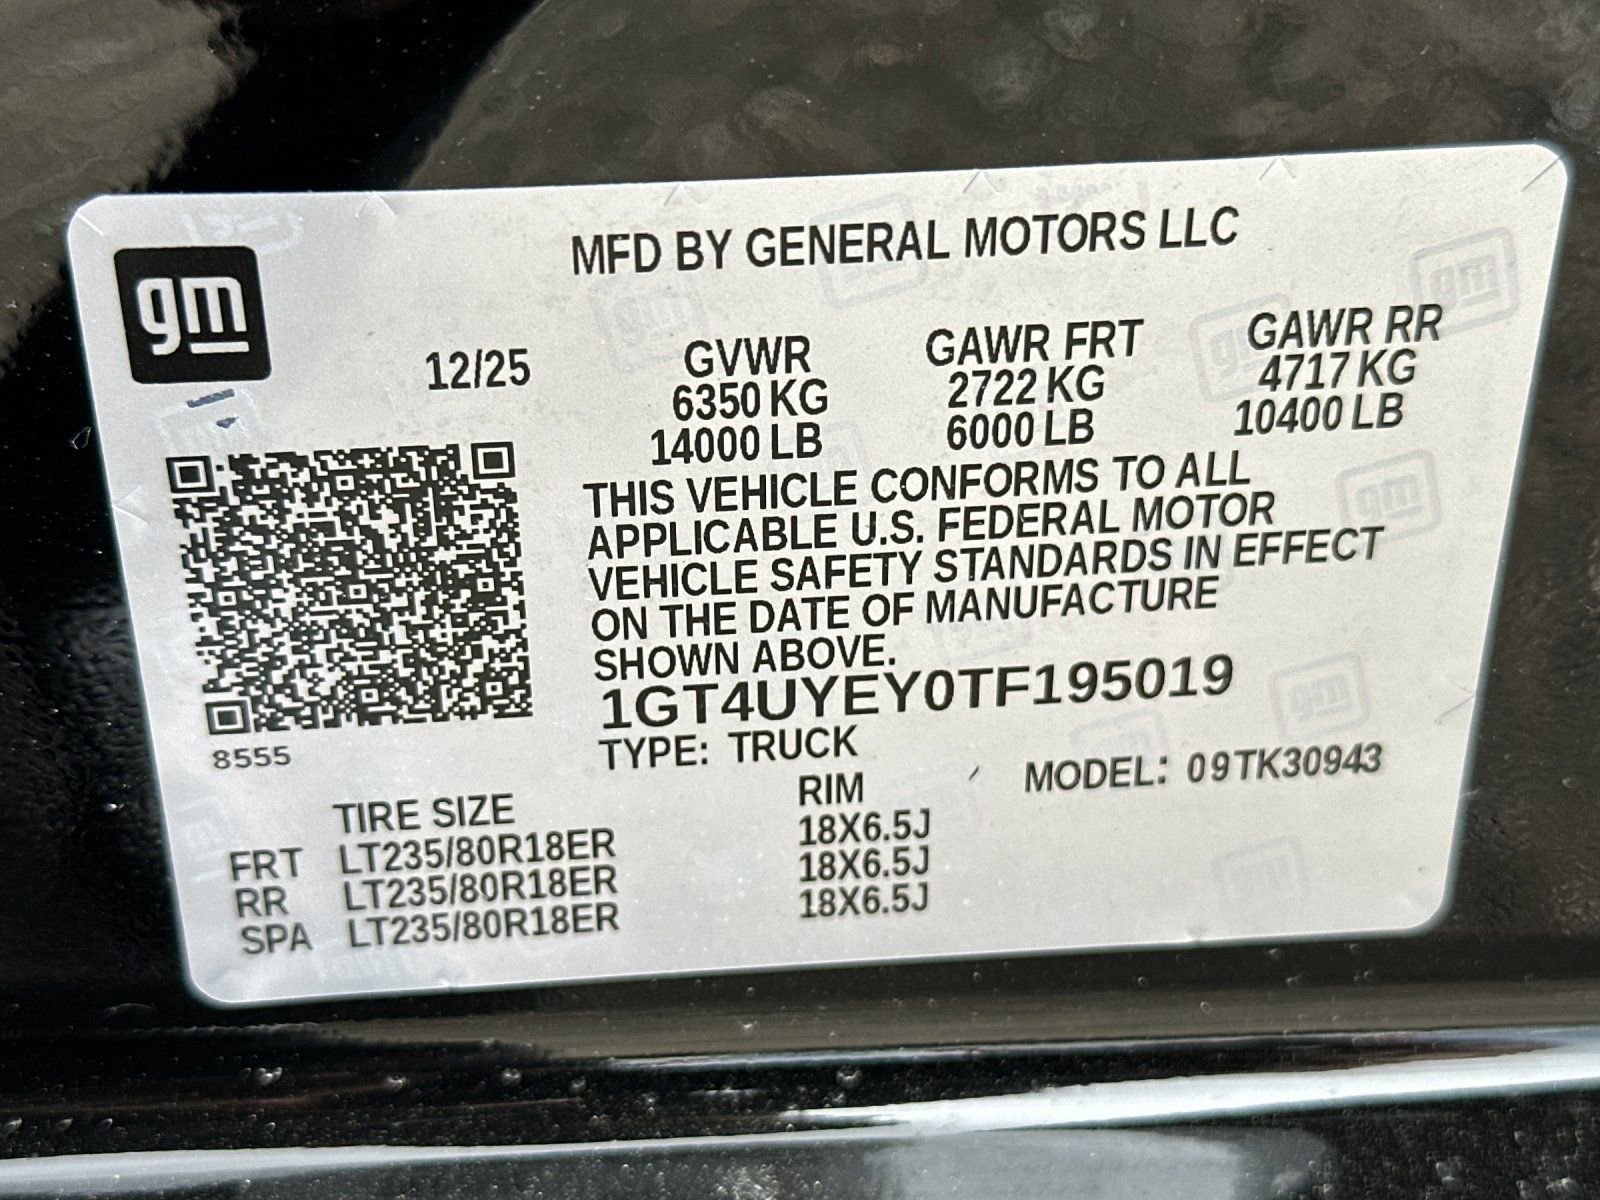 MFD BY GENERAL MOTORS LLC
gm
12/25 GVWR GAWR FRT GAWR RR
6350 KG 2722 KG 4717 KG
14000 LB 6000 LB 10400 LB
THIS VEHICLE CONFORMS TO ALL
APPLICABLE U.S. FEDERAL MOTOR
VEHICLE SAFETY STANDARDS IN EFFECT
ON THE DATE OF MANUFACTURE
SHOWN ABOVE.
1GT4UYEY0TF195019
8555
TYPE: TRUCK MODEL: 09TK30943
TIRE SIZE RIM
FRT LT235/80R18ER 18X6.5J
RR LT235/80R18ER 18X6.5J
SPA LT235/80R18ER 18X6.5J